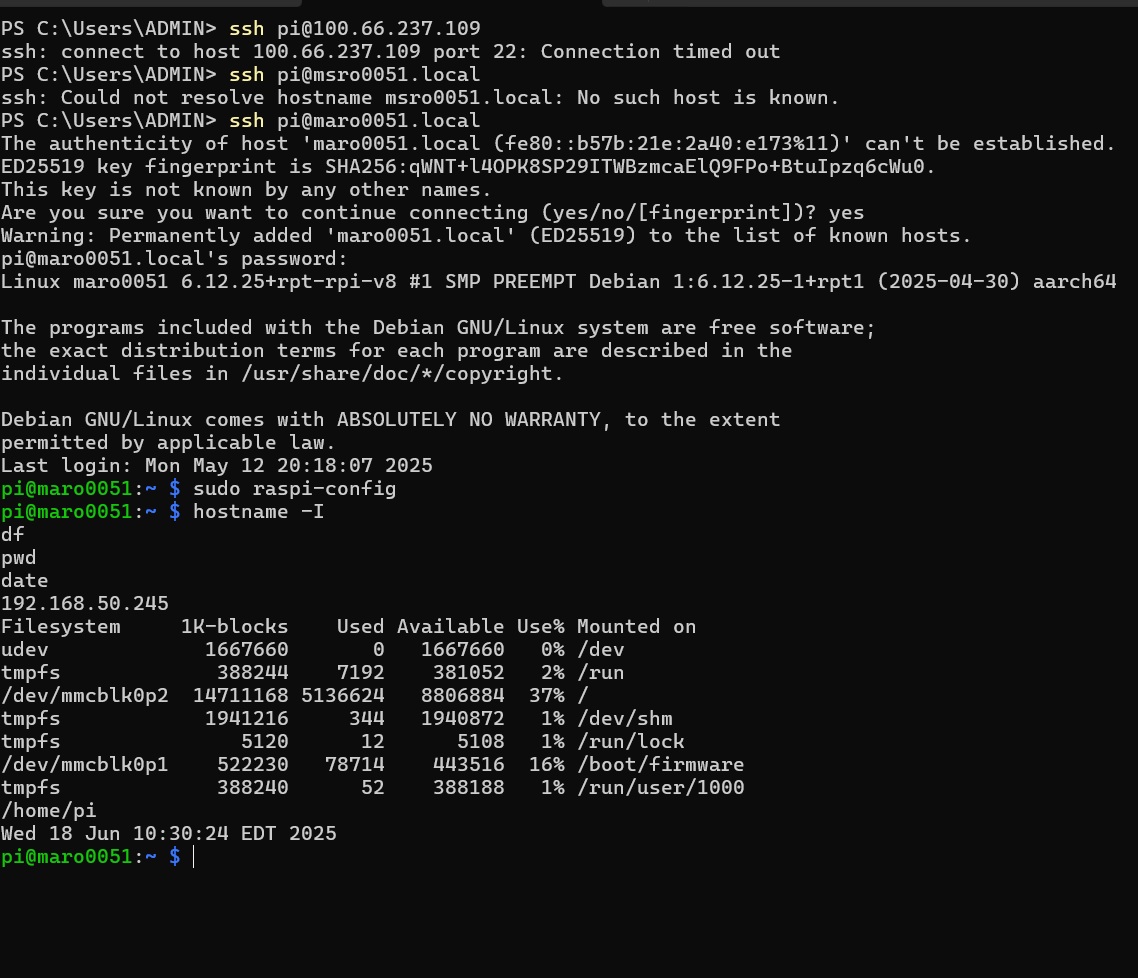 PS C:\Users\ADMIN> ssh pi@100.66.237.109
ssh: connect to host 100.66.237.109 port 22: Connection timed out
PS C:\Users\ADMIN> ssh pi@msro0051.local
ssh: Could not resolve hostname msro0051.local: No such host is known.
PS C:\Users\ADMIN> ssh pi@maro0051.local
The authenticity of host 'maro0051.local (fe80::b57b:21e:2a40:e173%11)' can't be established.
ED25519 key fingerprint is SHA256:qWNT+l4OPK8SP29ITWBzmcaElQ9FPo+BtuIpzq6cWu0.
This key is not known by any other names.
Are you sure you want to continue connecting (yes/no/[fingerprint])? yes
Warning: Permanently added 'maro0051.local' (ED25519) to the list of known hosts.
pi@maro0051.local's password:
Linux maro0051 6.12.25+rpt-rpi-v8 #1 SMP PREEMPT Debian 1:6.12.25-1+rpt1 (2025-04-30) aarch64

The programs included with the Debian GNU/Linux system are free software;
the exact distribution terms for each program are described in the
individual files in /usr/share/doc/*/copyright.

Debian GNU/Linux comes with ABSOLUTELY NO WARRANTY, to the extent
permitted by applicable law.
Last login: Mon May 12 20:18:07 2025
pi@maro0051:~ $ sudo raspi-config
pi@maro0051:~ $ hostname -I
df
pwd
date
192.168.50.245
Filesystem     1K-blocks    Used Available Use% Mounted on
udev             1667660       0   1667660   0% /dev
tmpfs             388244    7192    381052   2% /run
/dev/mmcblk0p2  14711168 5136624   8806884  37% /
tmpfs            1941216     344   1940872   1% /dev/shm
tmpfs               5120      12      5108   1% /run/lock
/dev/mmcblk0p1    522230   78714    443516  16% /boot/firmware
tmpfs             388240      52    388188   1% /run/user/1000
/home/pi
Wed 18 Jun 10:30:24 EDT 2025
pi@maro0051:~ $